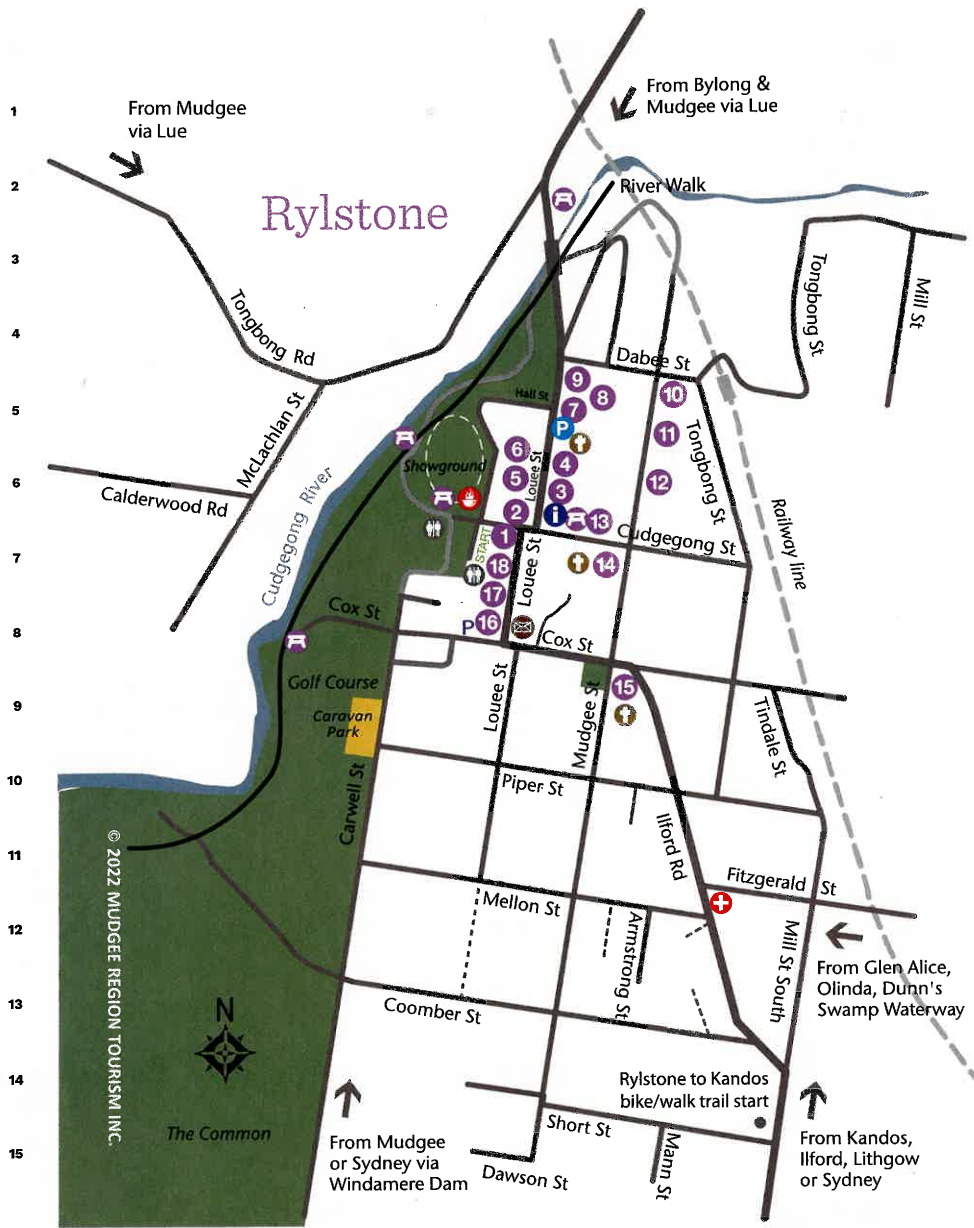 1
From Mudgee
via Lue
From Bylong &
Mudgee via Lue
2
River Walk
Rylstone
3
Tongbong St
Mill St
4
Tongbong Rd
Dabee St
9
8
10
Hall St
5
McLachlan St
7
P
11
Tongbong St
6
Showground
Louee St
4
5
12
6
Calderwood Rd
3
2
i
13
Cudgegong St
Cudgegong River
START
1
Railway line
7
18
Louee St
14
17
Cox St
P
16
8
Cox St
Golf Course
Louee St
Mudgee St
15
9
Caravan
Park
Tindale St
10
Piper St
Carwell St
Ilford Rd
11
Fitzgerald St
Mellon St
12
Armstrong St
Mill St South
From Glen Alice,
Olinda, Dunn's
Swamp Waterway
13
N
Coomber St
© 2022 MUDGEE REGION TOURISM INC.
14
Rylstone to Kandos
bike/walk trail start
The Common
Short St
15
From Mudgee
or Sydney via
Windamere Dam
Dawson St
Mann St
From Kandos,
Ilford, Lithgow
or Sydney